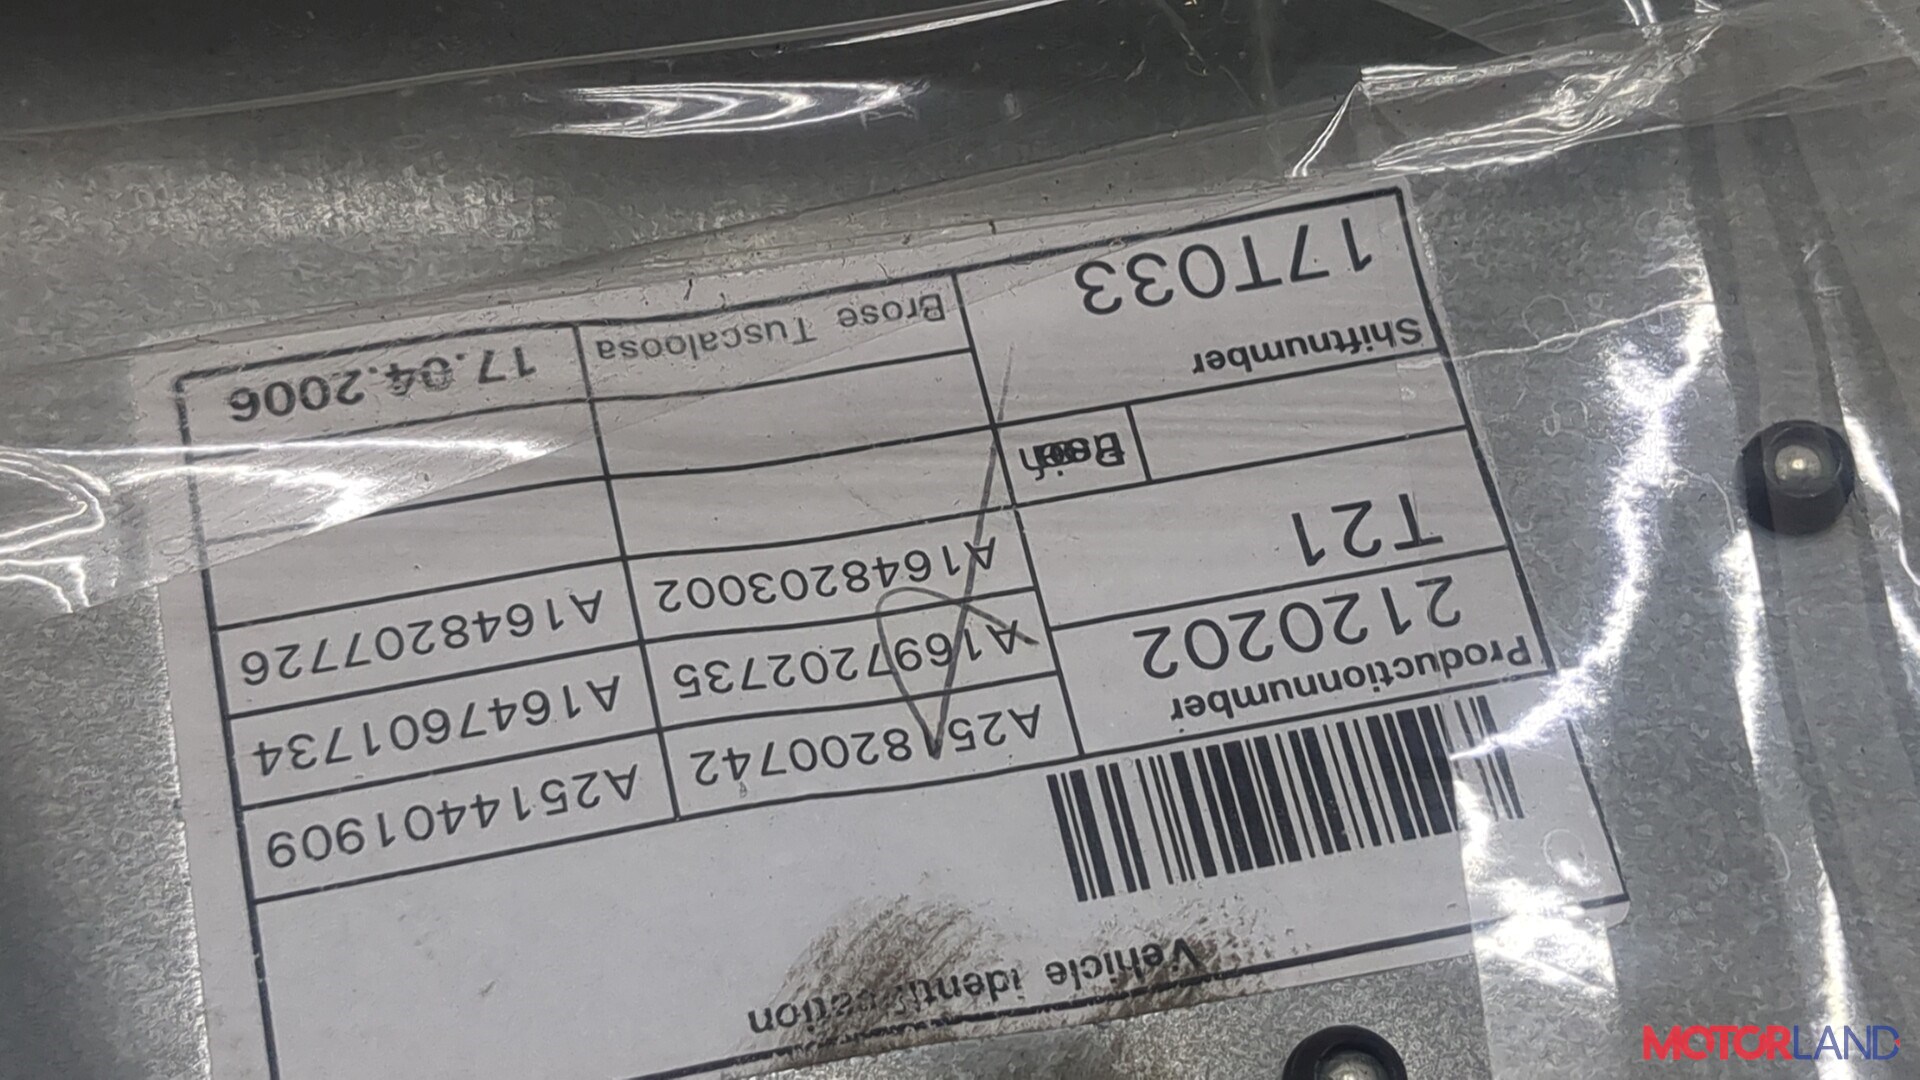 Vehicle identification
Productionnumber
2120202
T21
Shiftnumber
17T033
A2518200742 A2514401909
A1697202735 A1647601734
A1648203002 A1648207726
Brose Tuscaloosa 17.04.2006
MOTORLAND